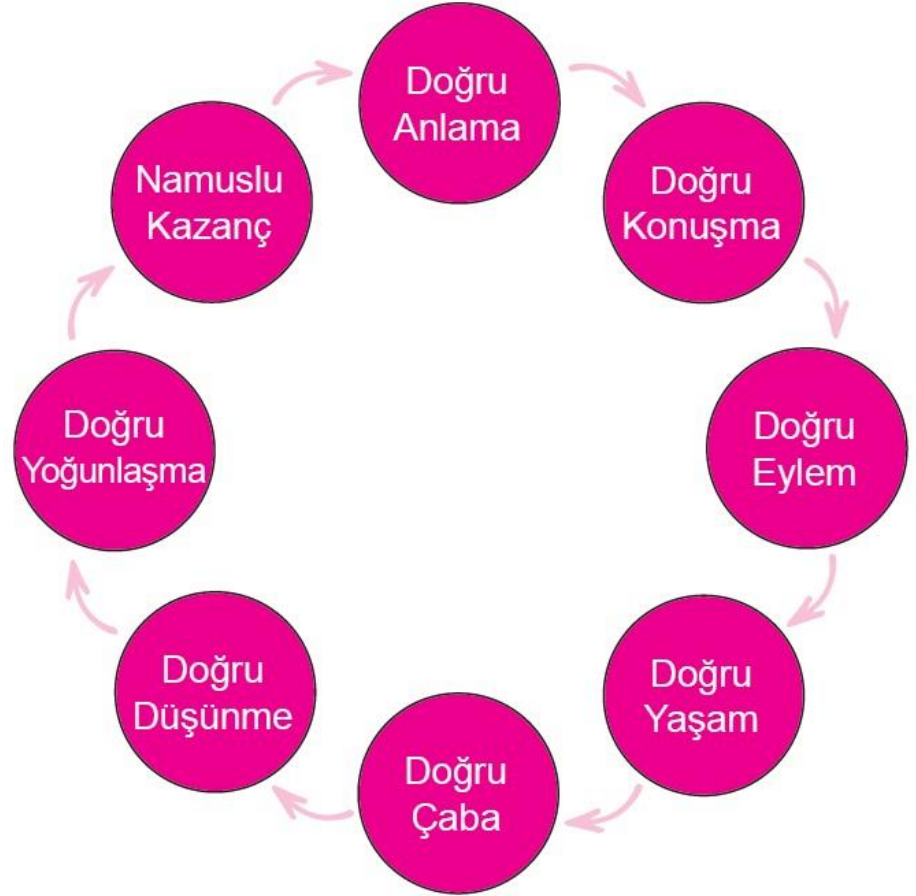 Doğru
Anlama
Doğru
Konuşma
Doğru
Eylem
Doğru
Yaşam
Doğru
Çaba
Doğru
Düşünme
Doğru
Yoğunlaşma
Namuslu
Kazanç